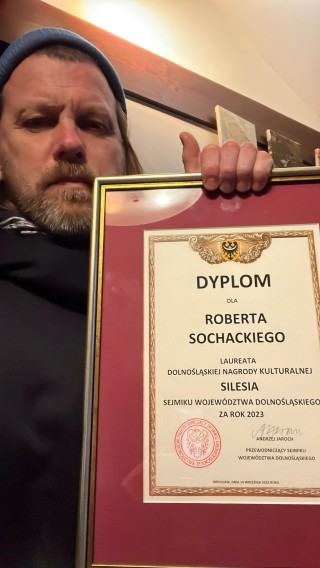 DYPLOM
DLA
ROBERTA
SOCHACKIEGO
LAUREATA
DOLNOŚLĄSKIEJ NAGRODY KULTURALNEJ
SILESIA
SEJMIKU WOJEWÓDZTWA DOLNOŚLĄSKIEGO
ZA ROK 2023
ANDRZEJ JAROCH
PRZEWODNICZĄCY SEJMIKU
WOJEWÓDZTWA DOLNOŚLĄSKIEGO